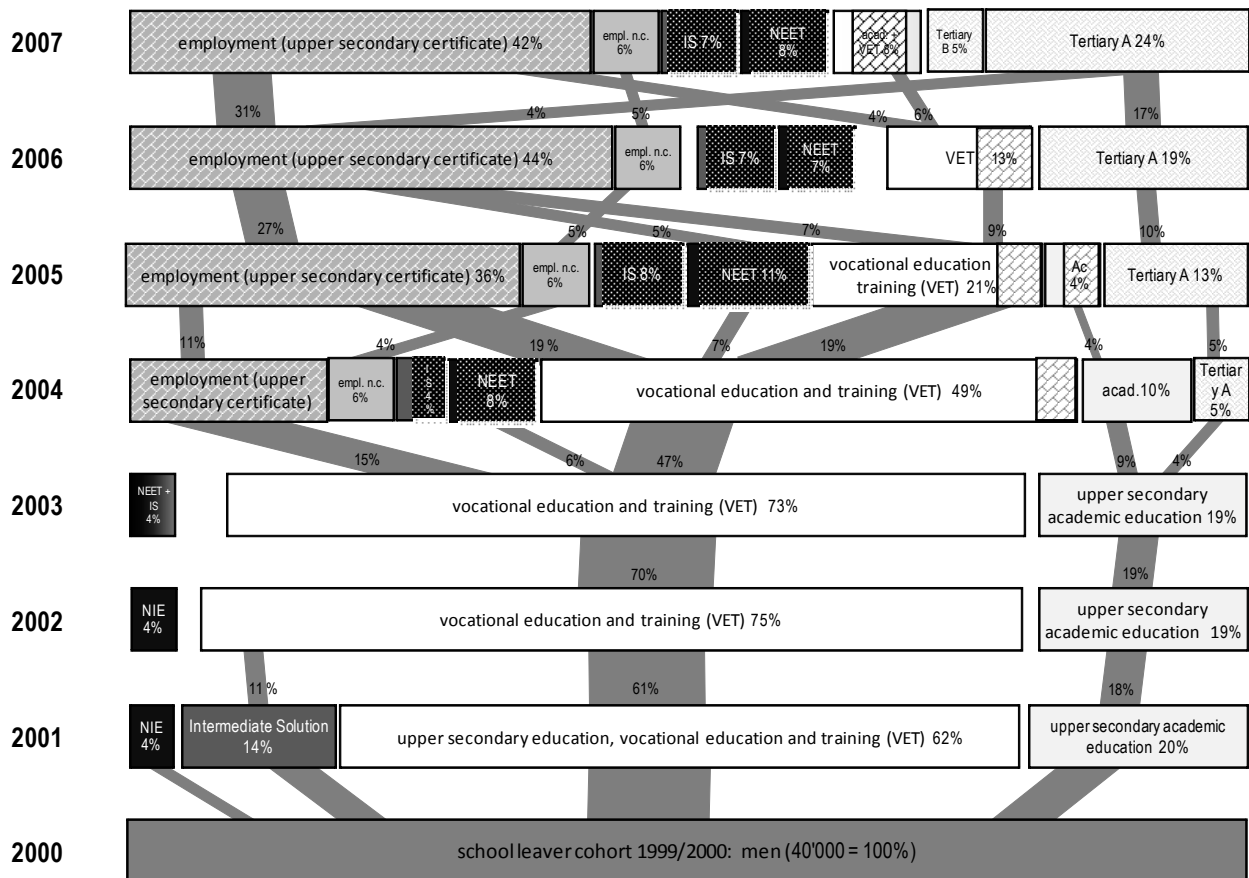 2007
employment (upper secondary certificate) 42%
empl. n.c.
6%
IS 7%
NEET
8%
acad. +
VET 8%
Tertiary
B 5%
Tertiary A 24%
31%
4%
5%
4%
6%
17%
2006
employment (upper secondary certificate) 44%
empl. n.c.
6%
IS 7%
NEET
7%
VET
13%
Tertiary A 19%
27%
5%
5%
7%
9%
10%
2005
employment (upper secondary certificate) 36%
empl. n.c.
6%
IS 8%
NEET 11%
vocational education
training (VET) 21%
Ac
4%
Tertiary A 13%
11%
4%
19 %
7%
19%
4%
5%
2004
employment (upper
secondary certificate)
empl. n.c.
6%
I
S
4
%
NEET
8%
vocational education and training (VET) 49%
acad.10%
Tertiar
y A
5%
15%
6%
47%
9%
4%
2003
NEET +
IS
4%
vocational education and training (VET) 73%
upper secondary
academic education 19%
70%
19%
2002
NIE
4%
vocational education and training (VET) 75%
upper secondary
academic education 19%
11 %
61%
18%
2001
NIE
4%
Intermediate Solution
14%
upper secondary education, vocational education and training (VET) 62%
upper secondary academic
education 20%
2000
school leaver cohort 1999/2000: men (40'000 = 100%)